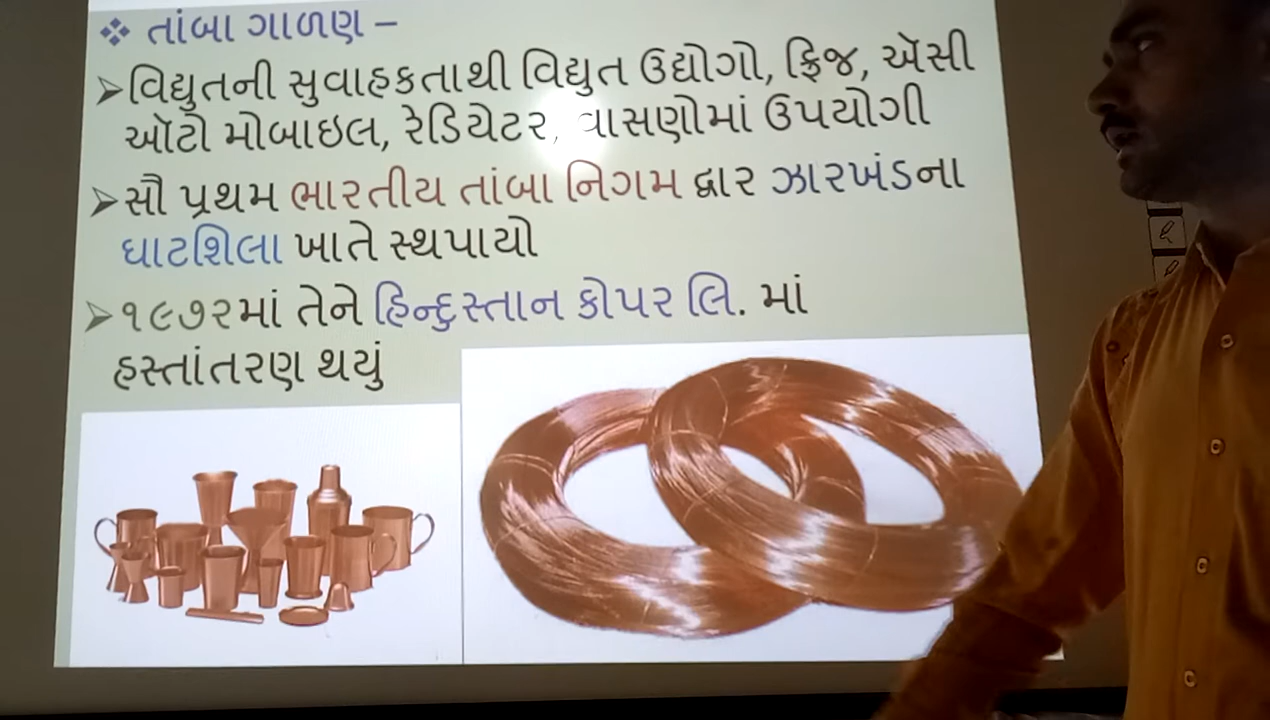 ❖ તાંબા ગાળણ –
➢વિદ્યુતની સુવાહકતાથી વિદ્યુત ઉદ્યોગો, ફ્રિજ, ઍસી
ઑટો મોબાઇલ, રેડિયેટર, વાસણોમાં ઉપયોગી
➢સૌ પ્રથમ ભારતીય તાંબા નિગમ દ્વાર ઝારખંડના
ઘાટશિલા ખાતે સ્થપાયો
➢૧૯૭૨માં તેને હિન્દુસ્તાન કોપર લિ. માં
હસ્તાંતરણ થયું